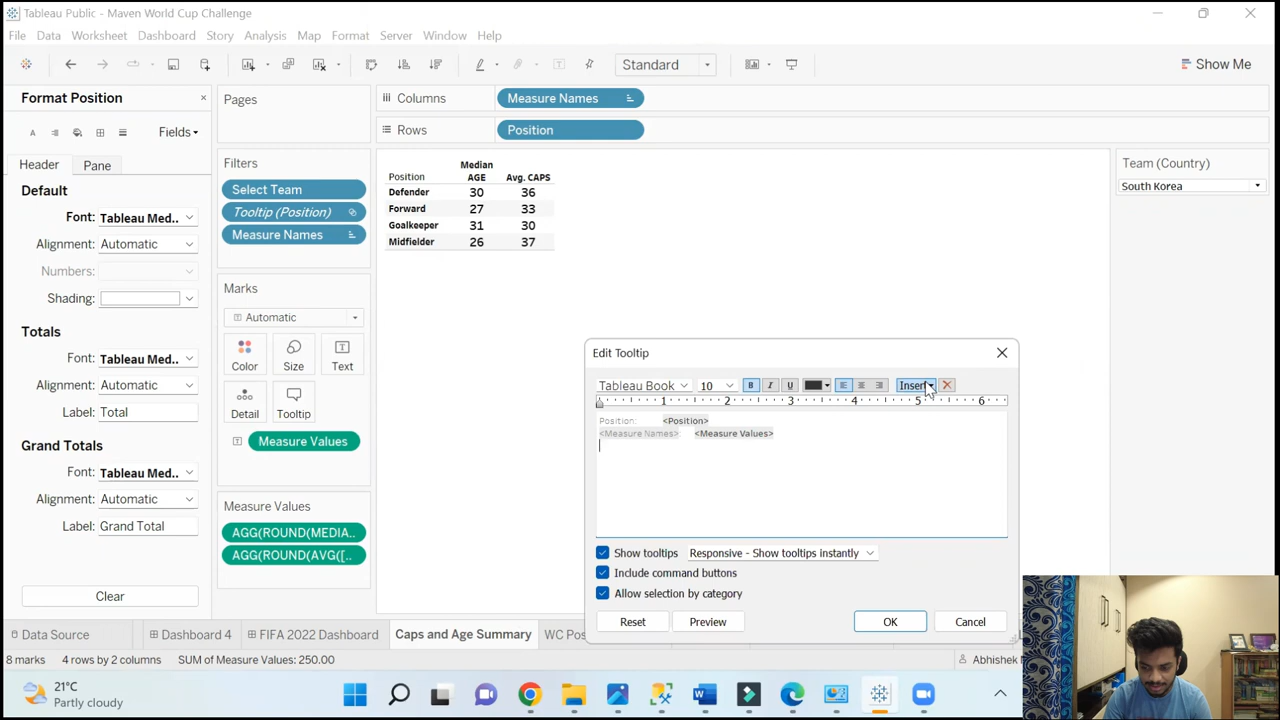 Tableau Public - Maven World Cup Challenge
File Data Worksheet Dashboard Story Analysis Map Format Server Window Help
Standard
Show Me
Format Position
Fields
Header
Pane
Default
Font: Tableau Med..
Alignment: Automatic
Numbers:
Shading:
Totals
Font: Tableau Med..
Alignment: Automatic
Label: Total
Grand Totals
Font: Tableau Med..
Alignment: Automatic
Label: Grand Total
Clear
Pages
Filters
Select Team
Tooltip (Position)
Measure Names
Marks
Automatic
Color Size Text
Detail Tooltip
Measure Values
Measure Values
AGG(ROUND(MEDIA..
AGG(ROUND(AVG([..
Columns Measure Names
Rows Position
Position Median AGE Avg. CAPS
Defender 30 36
Forward 27 33
Goalkeeper 31 30
Midfielder 26 37
Team (Country)
South Korea
Edit Tooltip
Tableau Book 10 B I U Insert
1 2 3 4 5 6
Position: <Position>
<Measure Names>: <Measure Values>
Show tooltips Responsive - Show tooltips instantly
Include command buttons
Allow selection by category
Reset Preview OK Cancel
Data Source Dashboard 4 FIFA 2022 Dashboard Caps and Age Summary WC Pos
8 marks 4 rows by 2 columns SUM of Measure Values: 250.00
Abhishek
21°C
Partly cloudy